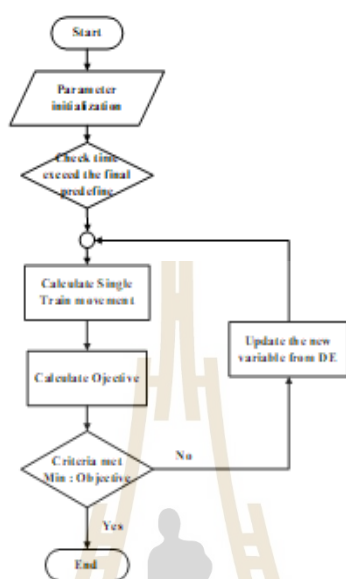 Start
Parameter
initialization
Check time
exceed the final
predefine
Calculate Single
Train movement
Update the new
variable from DE
Calculate Ojective
Criteria met
Min : Objective
No
Yes
End